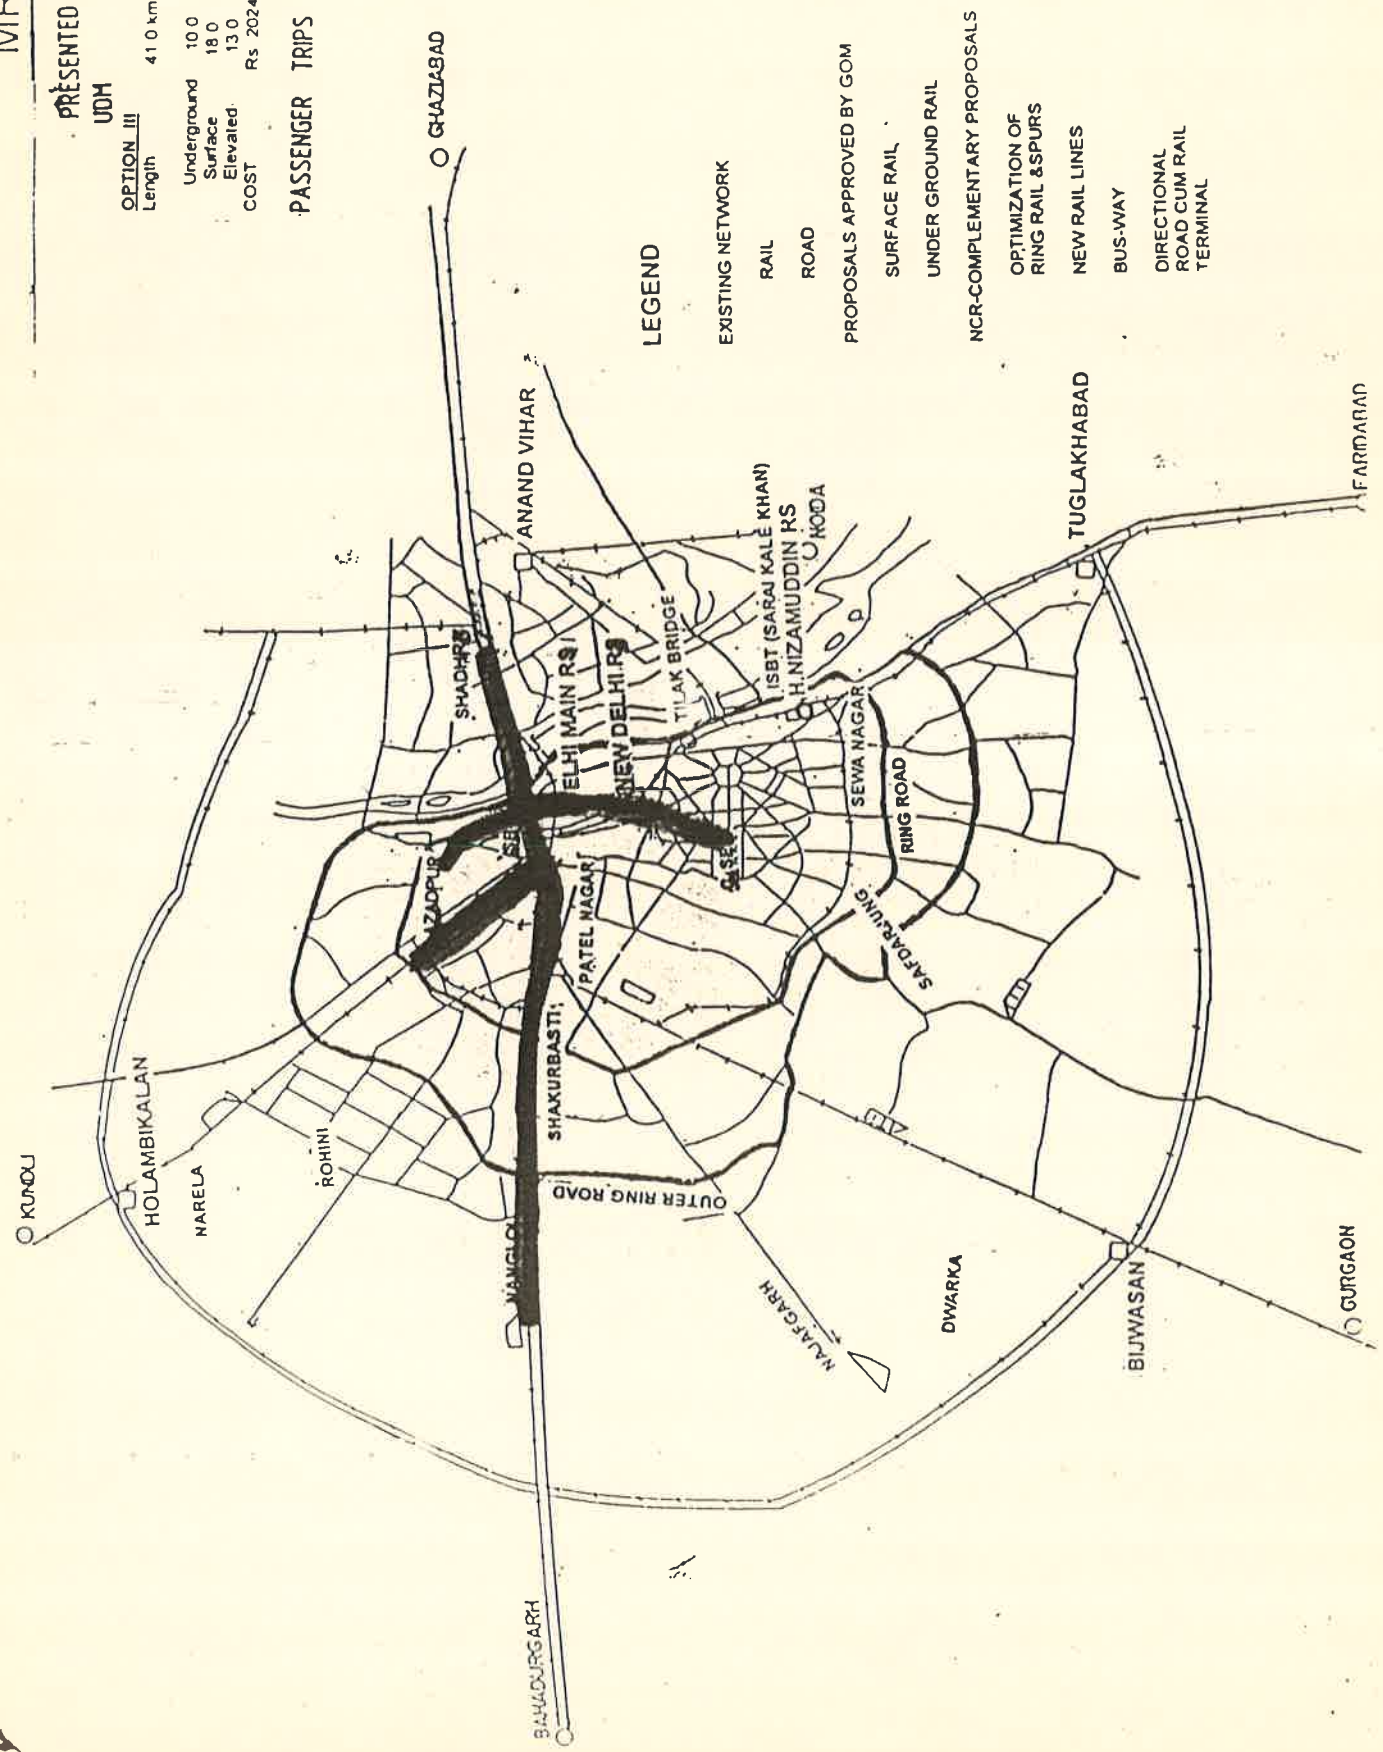 PRESENTED
UDM
OPTION III
Length 41 0 km
Underground 10 0
Surface 18 0
Elevated 13 0
COST Rs 2024
PASSENGER TRIPS
LEGEND
EXISTING NETWORK
RAIL
ROAD
PROPOSALS APPROVED BY GOM
SURFACE RAIL
UNDER GROUND RAIL
NCR-COMPLEMENTARY PROPOSALS
OPTIMIZATION OF
RING RAIL &SPURS
NEW RAIL LINES
BUS-WAY
DIRECTIONAL
ROAD CUM RAIL
TERMINAL
KUNDLI
HOLAMBIKALAN
NARELA
ROHINI
GHAZIABAD
ANAND VIHAR
AZADPUR
ELHI MAIN RS
NEW DELHI RS
TILAK BRIDGE
ISBT (SARAI KALE KHAN)
H.NIZAMUDDIN RS
NODA
TUGLAKHABAD
FARIDABAD
SEWA NAGAR
RING ROAD
SAFDARJUNG
PATEL NAGAR
SHAKURBASTI
NANGLOI
OUTER RING ROAD
NAJAFGARH
DWARKA
BIJWASAN
GURGAON
BAHADURGARH